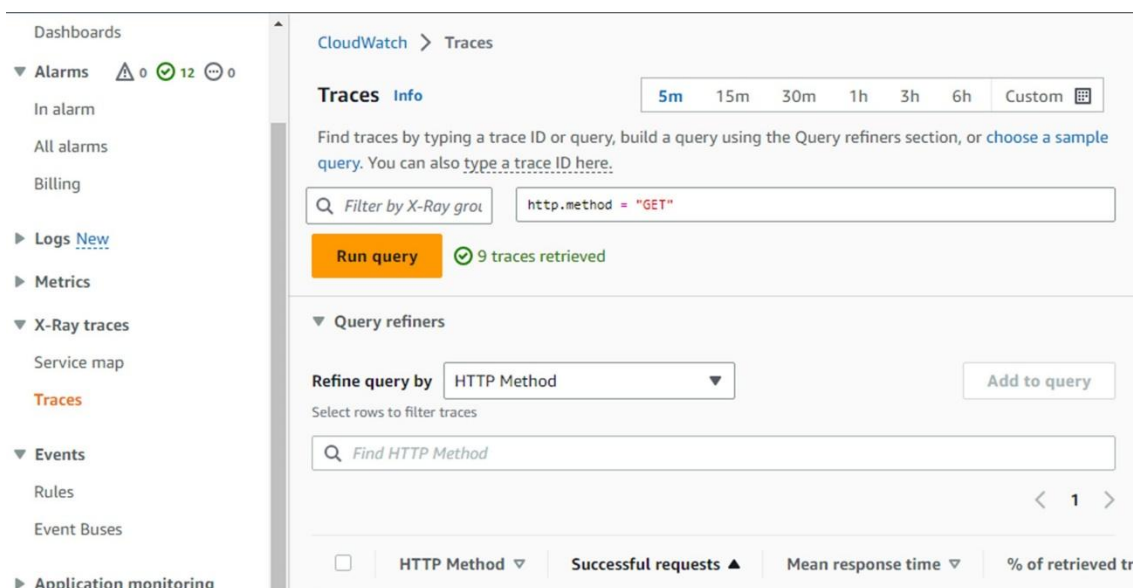 Dashboards
Alarms 0 12 0
In alarm
All alarms
Billing
Logs New
Metrics
X-Ray traces
Service map
Traces
Events
Rules
Event Buses
Application monitoring
CloudWatch > Traces
Traces Info
5m 15m 30m 1h 3h 6h Custom
Find traces by typing a trace ID or query, build a query using the Query refiners section, or choose a sample
query. You can also type a trace ID here.
Filter by X-Ray grou
http.method = "GET"
Run query 9 traces retrieved
Query refiners
Refine query by HTTP Method Add to query
Select rows to filter traces
Find HTTP Method
< 1 >
HTTP Method Successful requests Mean response time % of retrieved tr